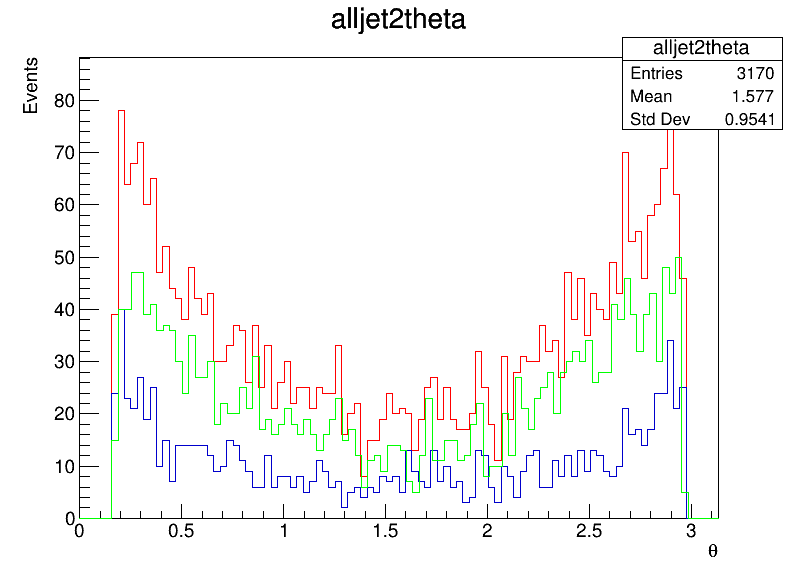 alljet2theta
alljet2theta
Entries 3170
Mean 1.577
Std Dev 0.9541
Events
80
70
60
50
40
30
20
10
0
0 0.5 1 1.5 2 2.5 3
θ